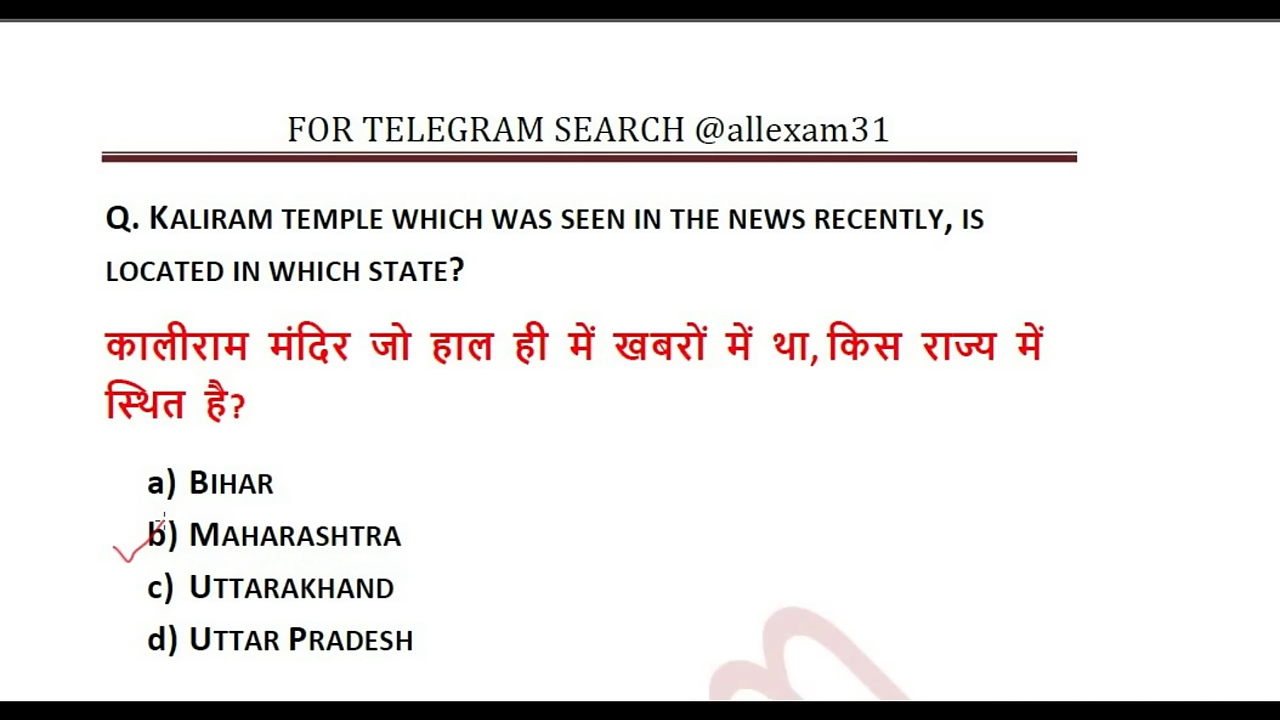 FOR TELEGRAM SEARCH @allexam31
Q. KALIRAM TEMPLE WHICH WAS SEEN IN THE NEWS RECENTLY, IS
LOCATED IN WHICH STATE?
कालीराम मंदिर जो हाल ही में खबरों में था, किस राज्य में
स्थित है?
a) BIHAR
b) MAHARASHTRA
c) UTTARAKHAND
d) UTTAR PRADESH